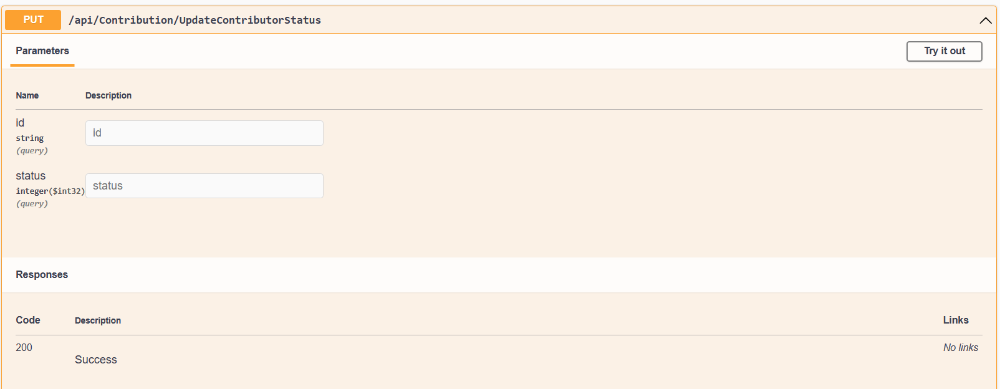 PUT /api/Contribution/UpdateContributorStatus
Parameters Try it out
Name Description
id
string
(query)
id
status
integer($int32)
(query)
status
Responses
Code Description Links
200 No links
Success